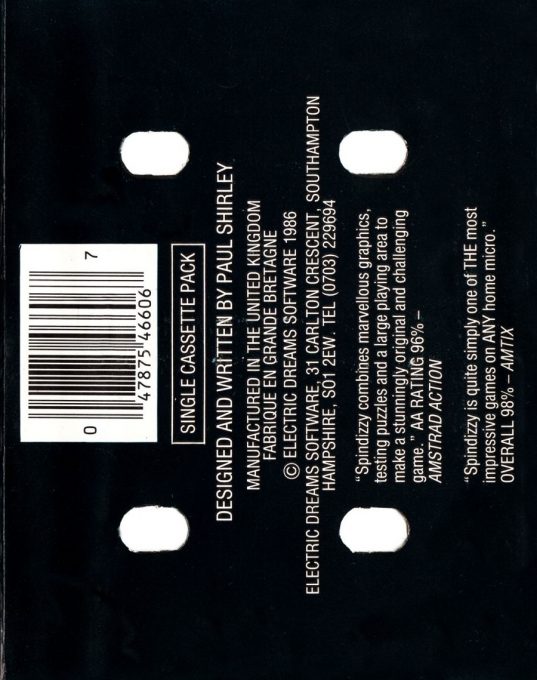 0 47875 46606 7
SINGLE CASSETTE PACK
DESIGNED AND WRITTEN BY PAUL SHIRLEY
MANUFACTURED IN THE UNITED KINGDOM
FABRIQUE EN GRANDE BRETAGNE
© ELECTRIC DREAMS SOFTWARE 1986
ELECTRIC DREAMS SOFTWARE, 31 CARLTON CRESCENT, SOUTHAMPTON
HAMPSHIRE, SO1 2EW. TEL (0703) 229694
“Spindizzy combines marvellous graphics,
testing puzzles and a large playing area to
make a stunningly original and challenging
game.” AA RATING 96% –
AMSTRAD ACTION
“Spindizzy is quite simply one of THE most
impressive games on ANY home micro.”
OVERALL 98% – AMTIX